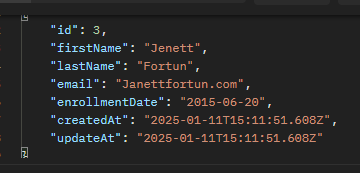 "id": 3,
"firstName": "Jenett",
"lastName": "Fortun",
"email": "Janettfortun.com",
"enrollmentDate": "2015-06-20",
"createdAt": "2025-01-11T15:11:51.608Z",
"updateAt": "2025-01-11T15:11:51.608Z"
}